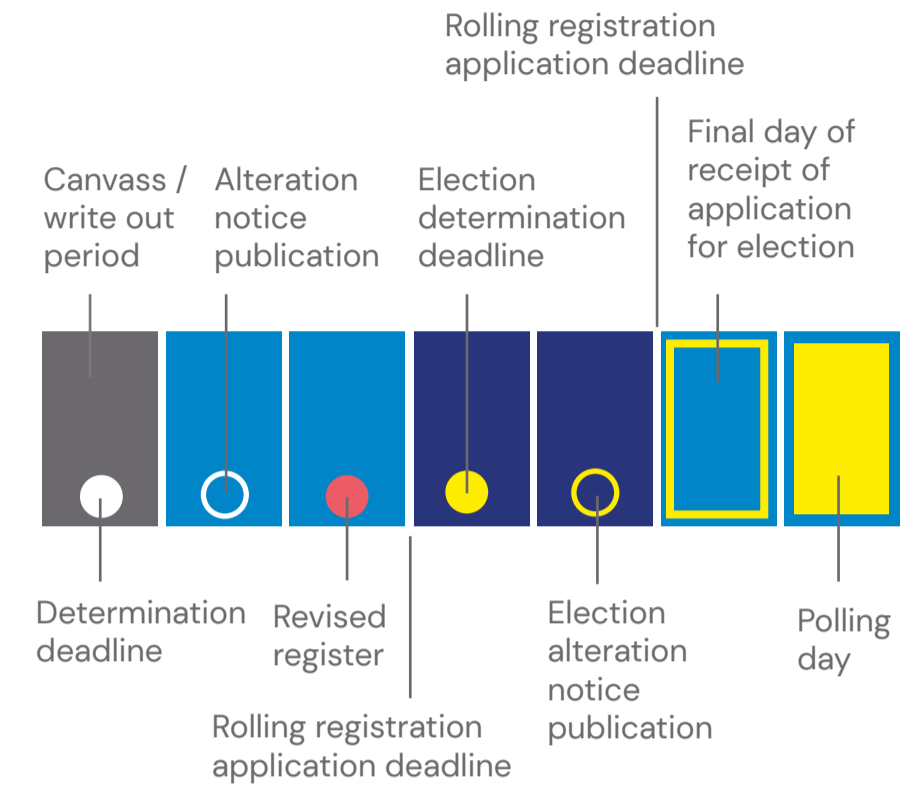 Rolling registration
application deadline
Final day of
receipt of
application
for election
Canvass /
write out
period
Alteration
notice
publication
Election
determination
deadline
Determination
deadline
Revised
register
Rolling registration
application deadline
Election
alteration
notice
publication
Polling
day